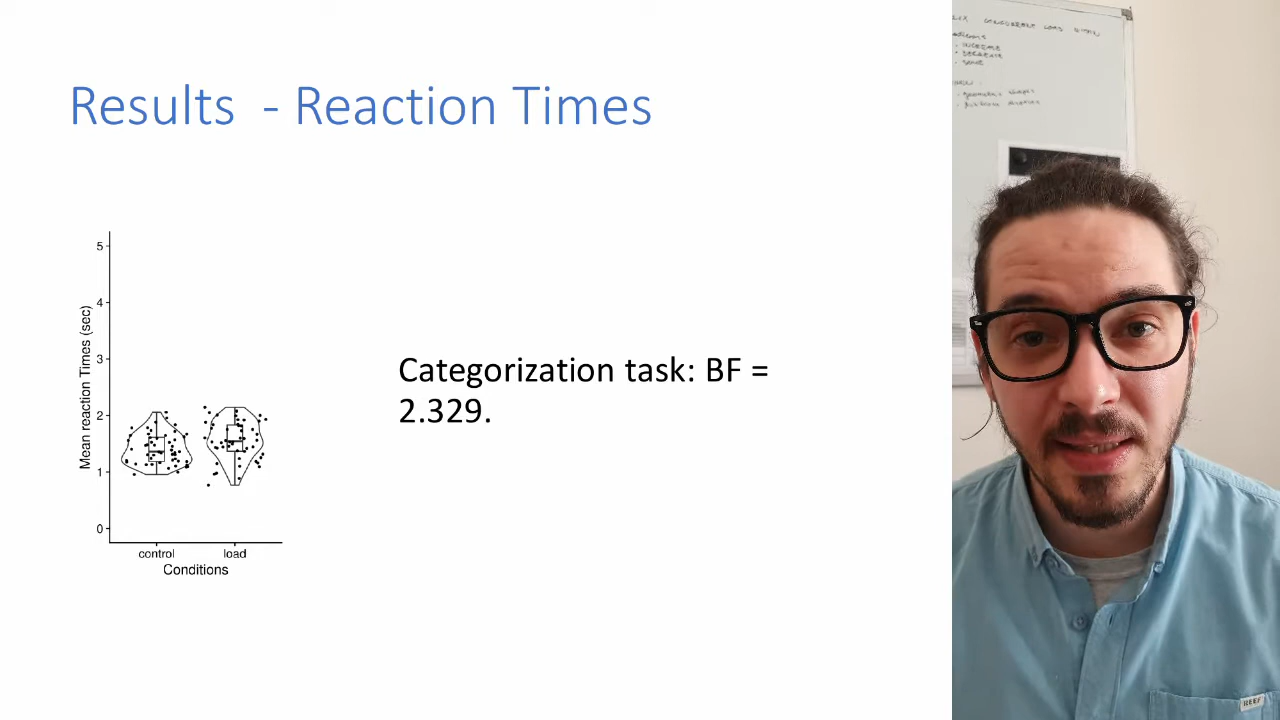 Results - Reaction Times
5
4
3
2
1
0
Mean reaction Times (sec)
control load
Conditions
Categorization task: BF =
2.329.
REEF